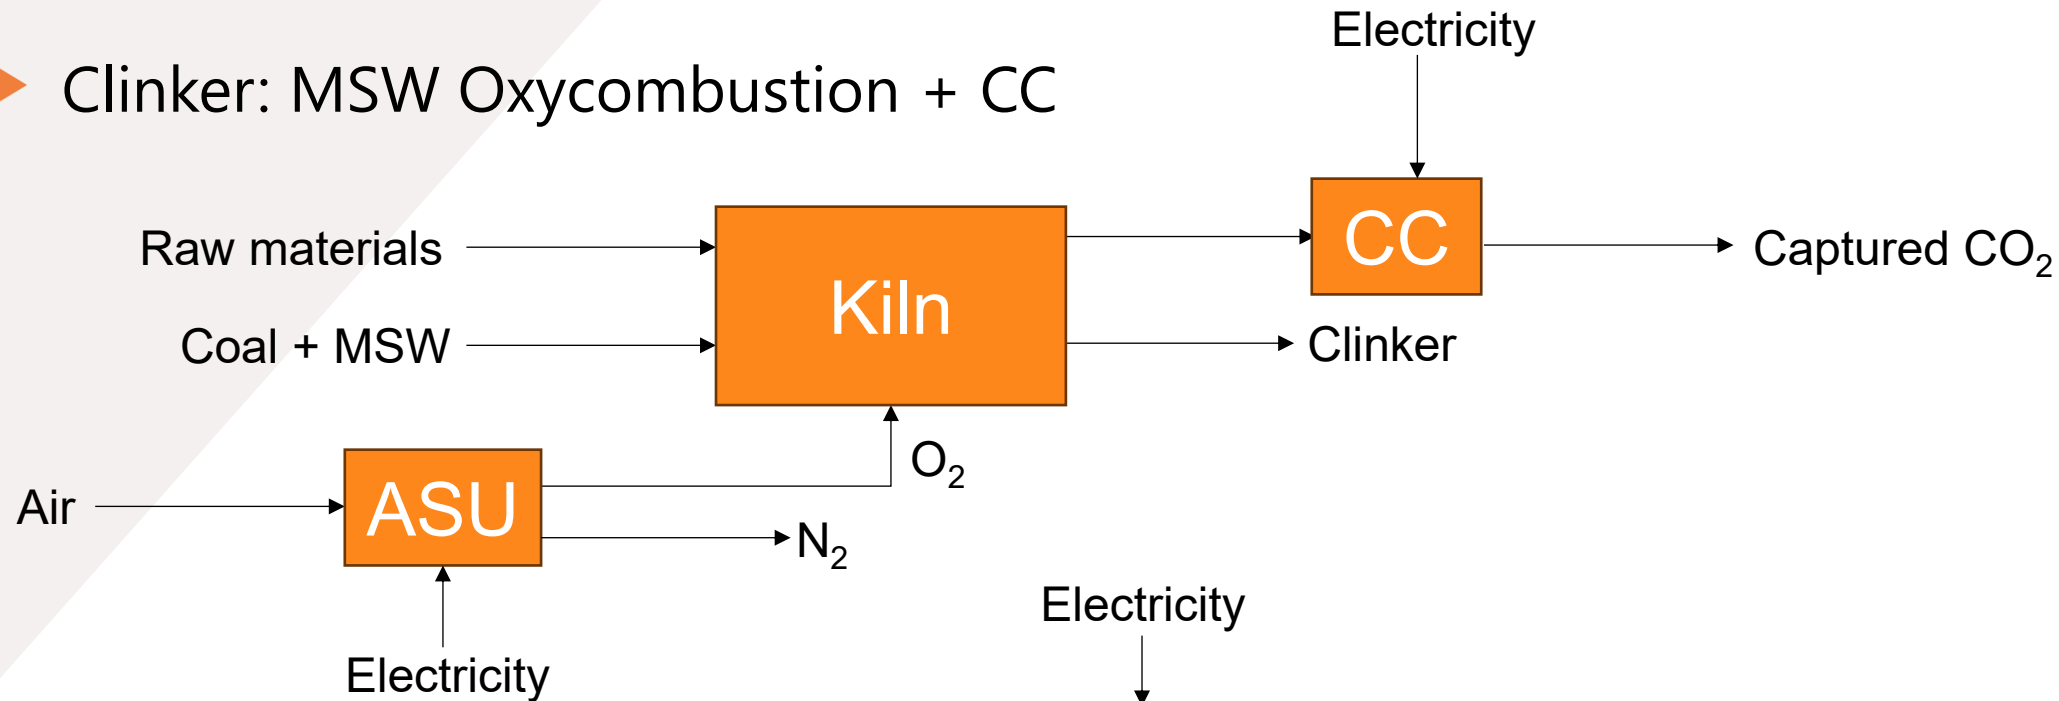 Electricity
Clinker: MSW Oxycombustion + CC
Raw materials
Kiln
CC
Captured CO₂
Coal + MSW
Clinker
O₂
Air
ASU
N₂
Electricity
Electricity